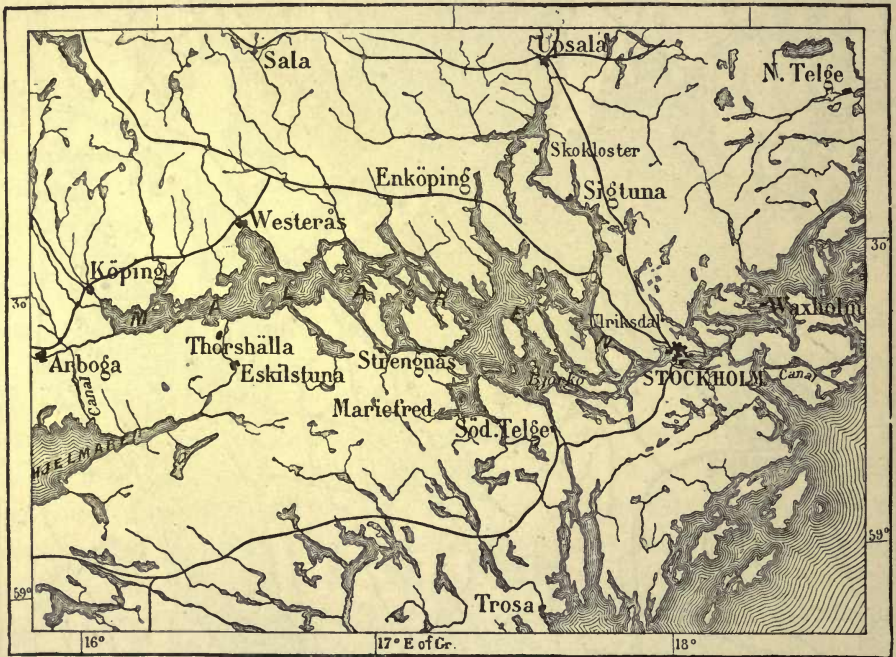 Upsala
Sala
N. Telge
Skokloster
Enköping
Sigtuna
Westerås
30
Köping
30
M A L A R E N
Waxholm
Ulriksdal
Thorshälla
Arboga
Strengnäs
Eskilstuna
Björkö
STOCKHOLM
Canal
Canal
Mariefred
Söd. Telge
HJELMAREN
59°
59°
Trosa
16°
17° E of Gr.
18°